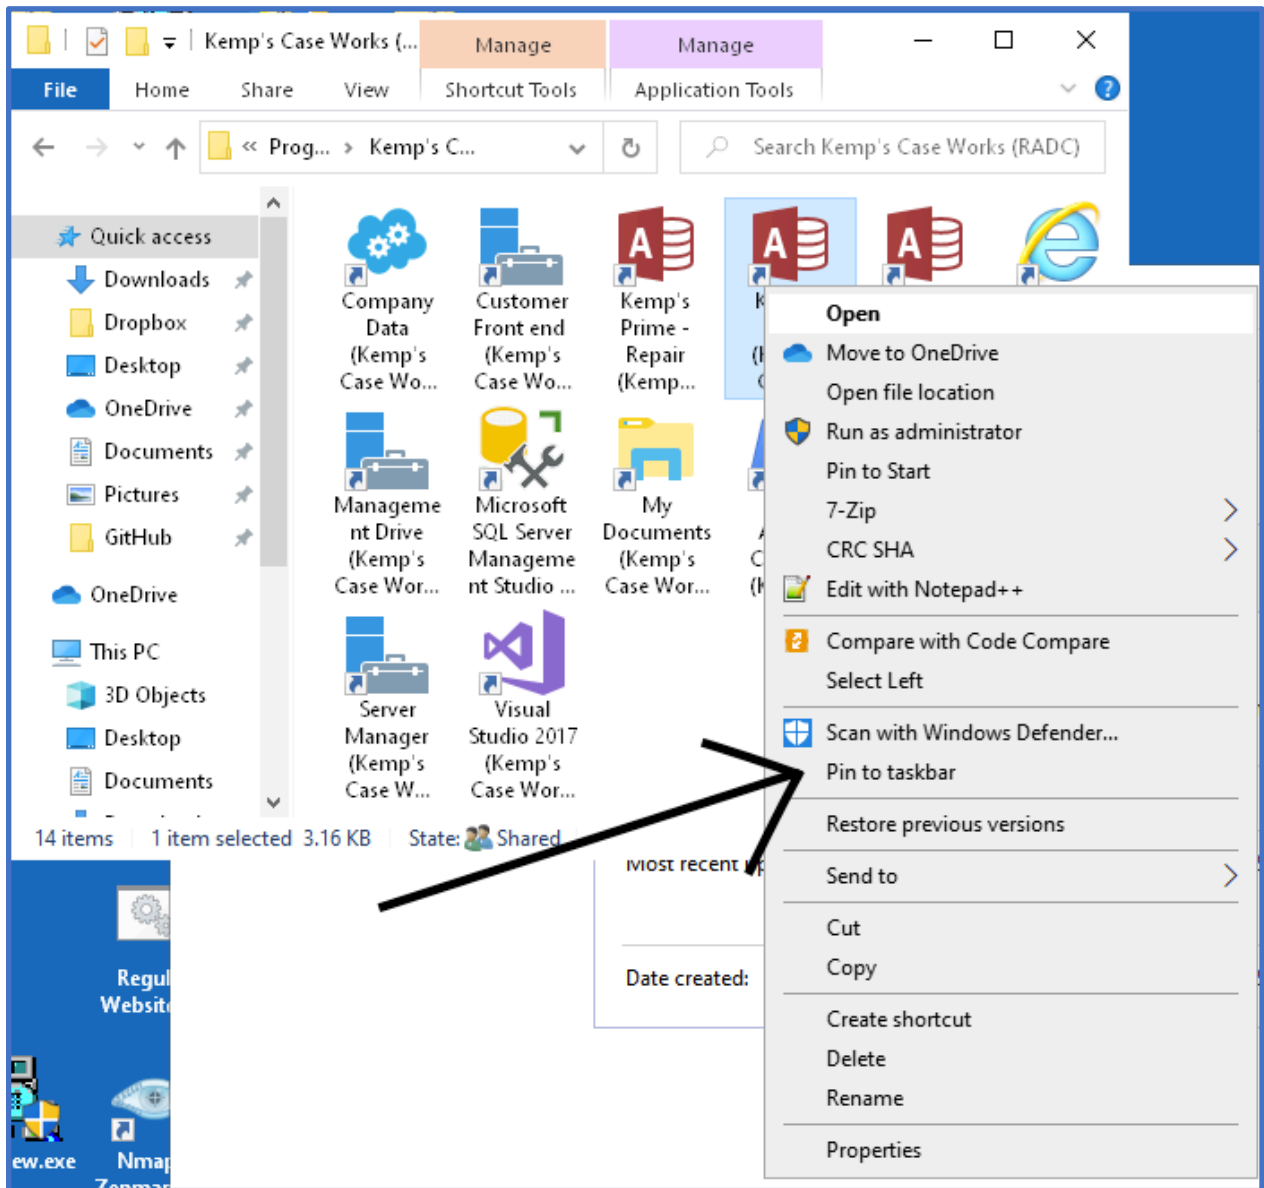 Kemp's Case Works (...
Manage
Manage
File
Home
Share
View
Shortcut Tools
Application Tools
« Prog... > Kemp's C...
Search Kemp's Case Works (RADC)
Quick access
Downloads
Dropbox
Desktop
OneDrive
Documents
Pictures
GitHub
OneDrive
This PC
3D Objects
Desktop
Documents
Company
Data
(Kemp's
Case Wo...
Customer
Front end
(Kemp's
Case Wo...
Kemp's
Prime -
Repair
(Kemp...
Manageme
nt Drive
(Kemp's
Case Wor...
Microsoft
SQL Server
Manageme
nt Studio ...
My
Documents
(Kemp's
Case Wor...
Server
Manager
(Kemp's
Case W...
Visual
Studio 2017
(Kemp's
Case Wor...
14 items
1 item selected 3.16 KB
State: Shared
Open
Move to OneDrive
Open file location
Run as administrator
Pin to Start
7-Zip
CRC SHA
Edit with Notepad++
Compare with Code Compare
Select Left
Scan with Windows Defender...
Pin to taskbar
Restore previous versions
Send to
Cut
Copy
Create shortcut
Delete
Rename
Properties
Most recent
Date created:
Regul
Website
ew.exe
Nmap